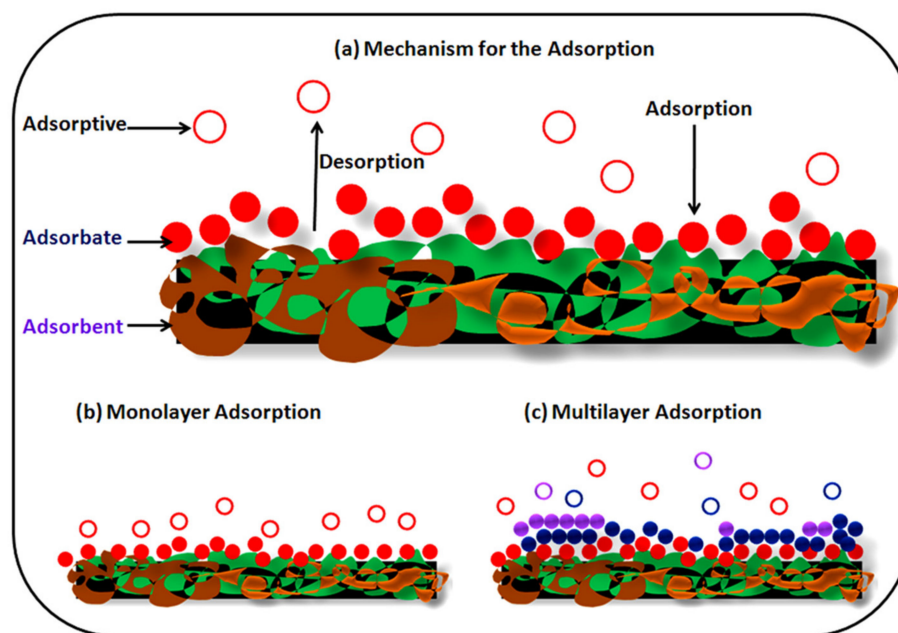 (a) Mechanism for the Adsorption
Adsorptive
Adsorption
Desorption
Adsorbate
Adsorbent
(b) Monolayer Adsorption
(c) Multilayer Adsorption